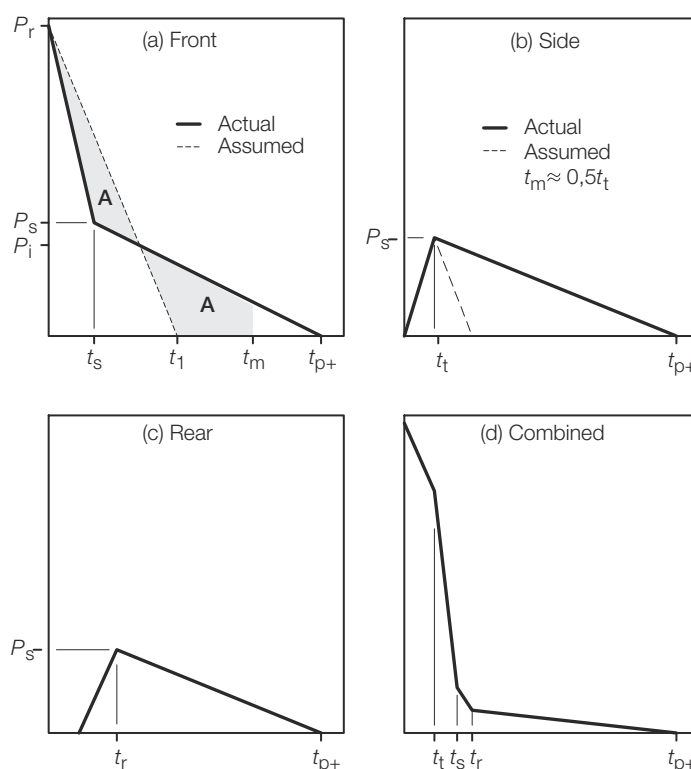 (a) Front
P_r
Actual
Assumed
A
P_s
P_i
A
t_s
t_1
t_m
t_p+
(b) Side
Actual
Assumed
t_m ≈ 0,5t_t
P_s
t_t
t_p+
(c) Rear
P_s
t_r
t_p+
(d) Combined
t_t
t_s
t_r
t_p+